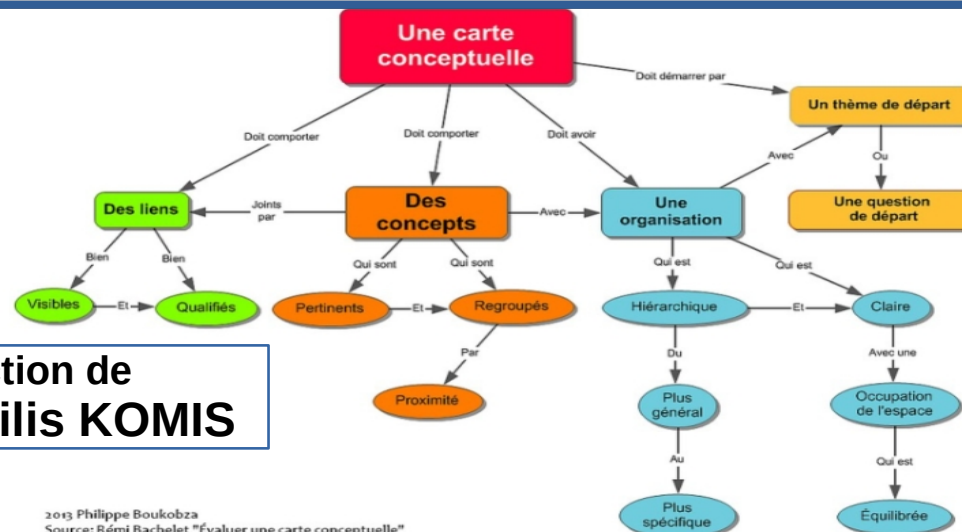 Une carte
conceptuelle
Doit démarrer par
Un thème de départ
Doit comporter
Doit comporter
Doit avoir
Avec
Ou
Des liens
Joints
par
Des
concepts
Avec
Une
organisation
Une question
de départ
Bien
Bien
Qui sont
Qui sont
Qui est
Qui est
Visibles
Et
Qualifiés
Pertinents
Et
Regroupés
Hiérarchique
Et
Claire
Par
Du
Avec une
Proximité
Plus
général
Occupation
de l'espace
tion de
ilis KOMIS
Au
Qui est
Plus
spécifique
Équilibrée
2013 Philippe Boukobza
Source: Rémi Bachelet "Évaluer une carte conceptuelle"